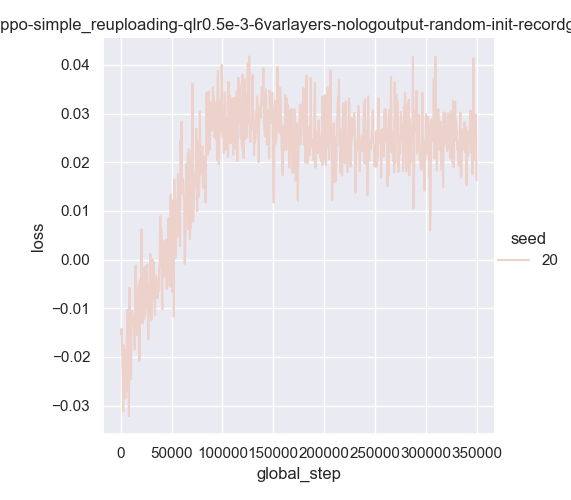 ppo-simple_reuploading-qlr0.5e-3-6varlayers-nologoutput-random-init-recordg
0.04
0.03
0.02
0.01
0.00
−0.01
−0.02
−0.03
loss
seed
20
0 50000 100000 150000 200000 250000 300000 350000
global_step